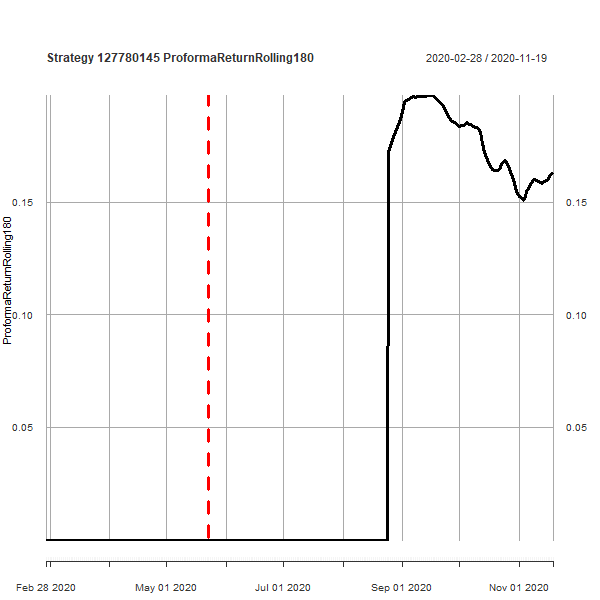 Strategy 127780145 ProformaReturnRolling180
2020-02-28 / 2020-11-19
ProformaReturnRolling180
0.15
0.15
0.10
0.10
0.05
0.05
Feb 28 2020
May 01 2020
Jul 01 2020
Sep 01 2020
Nov 01 2020